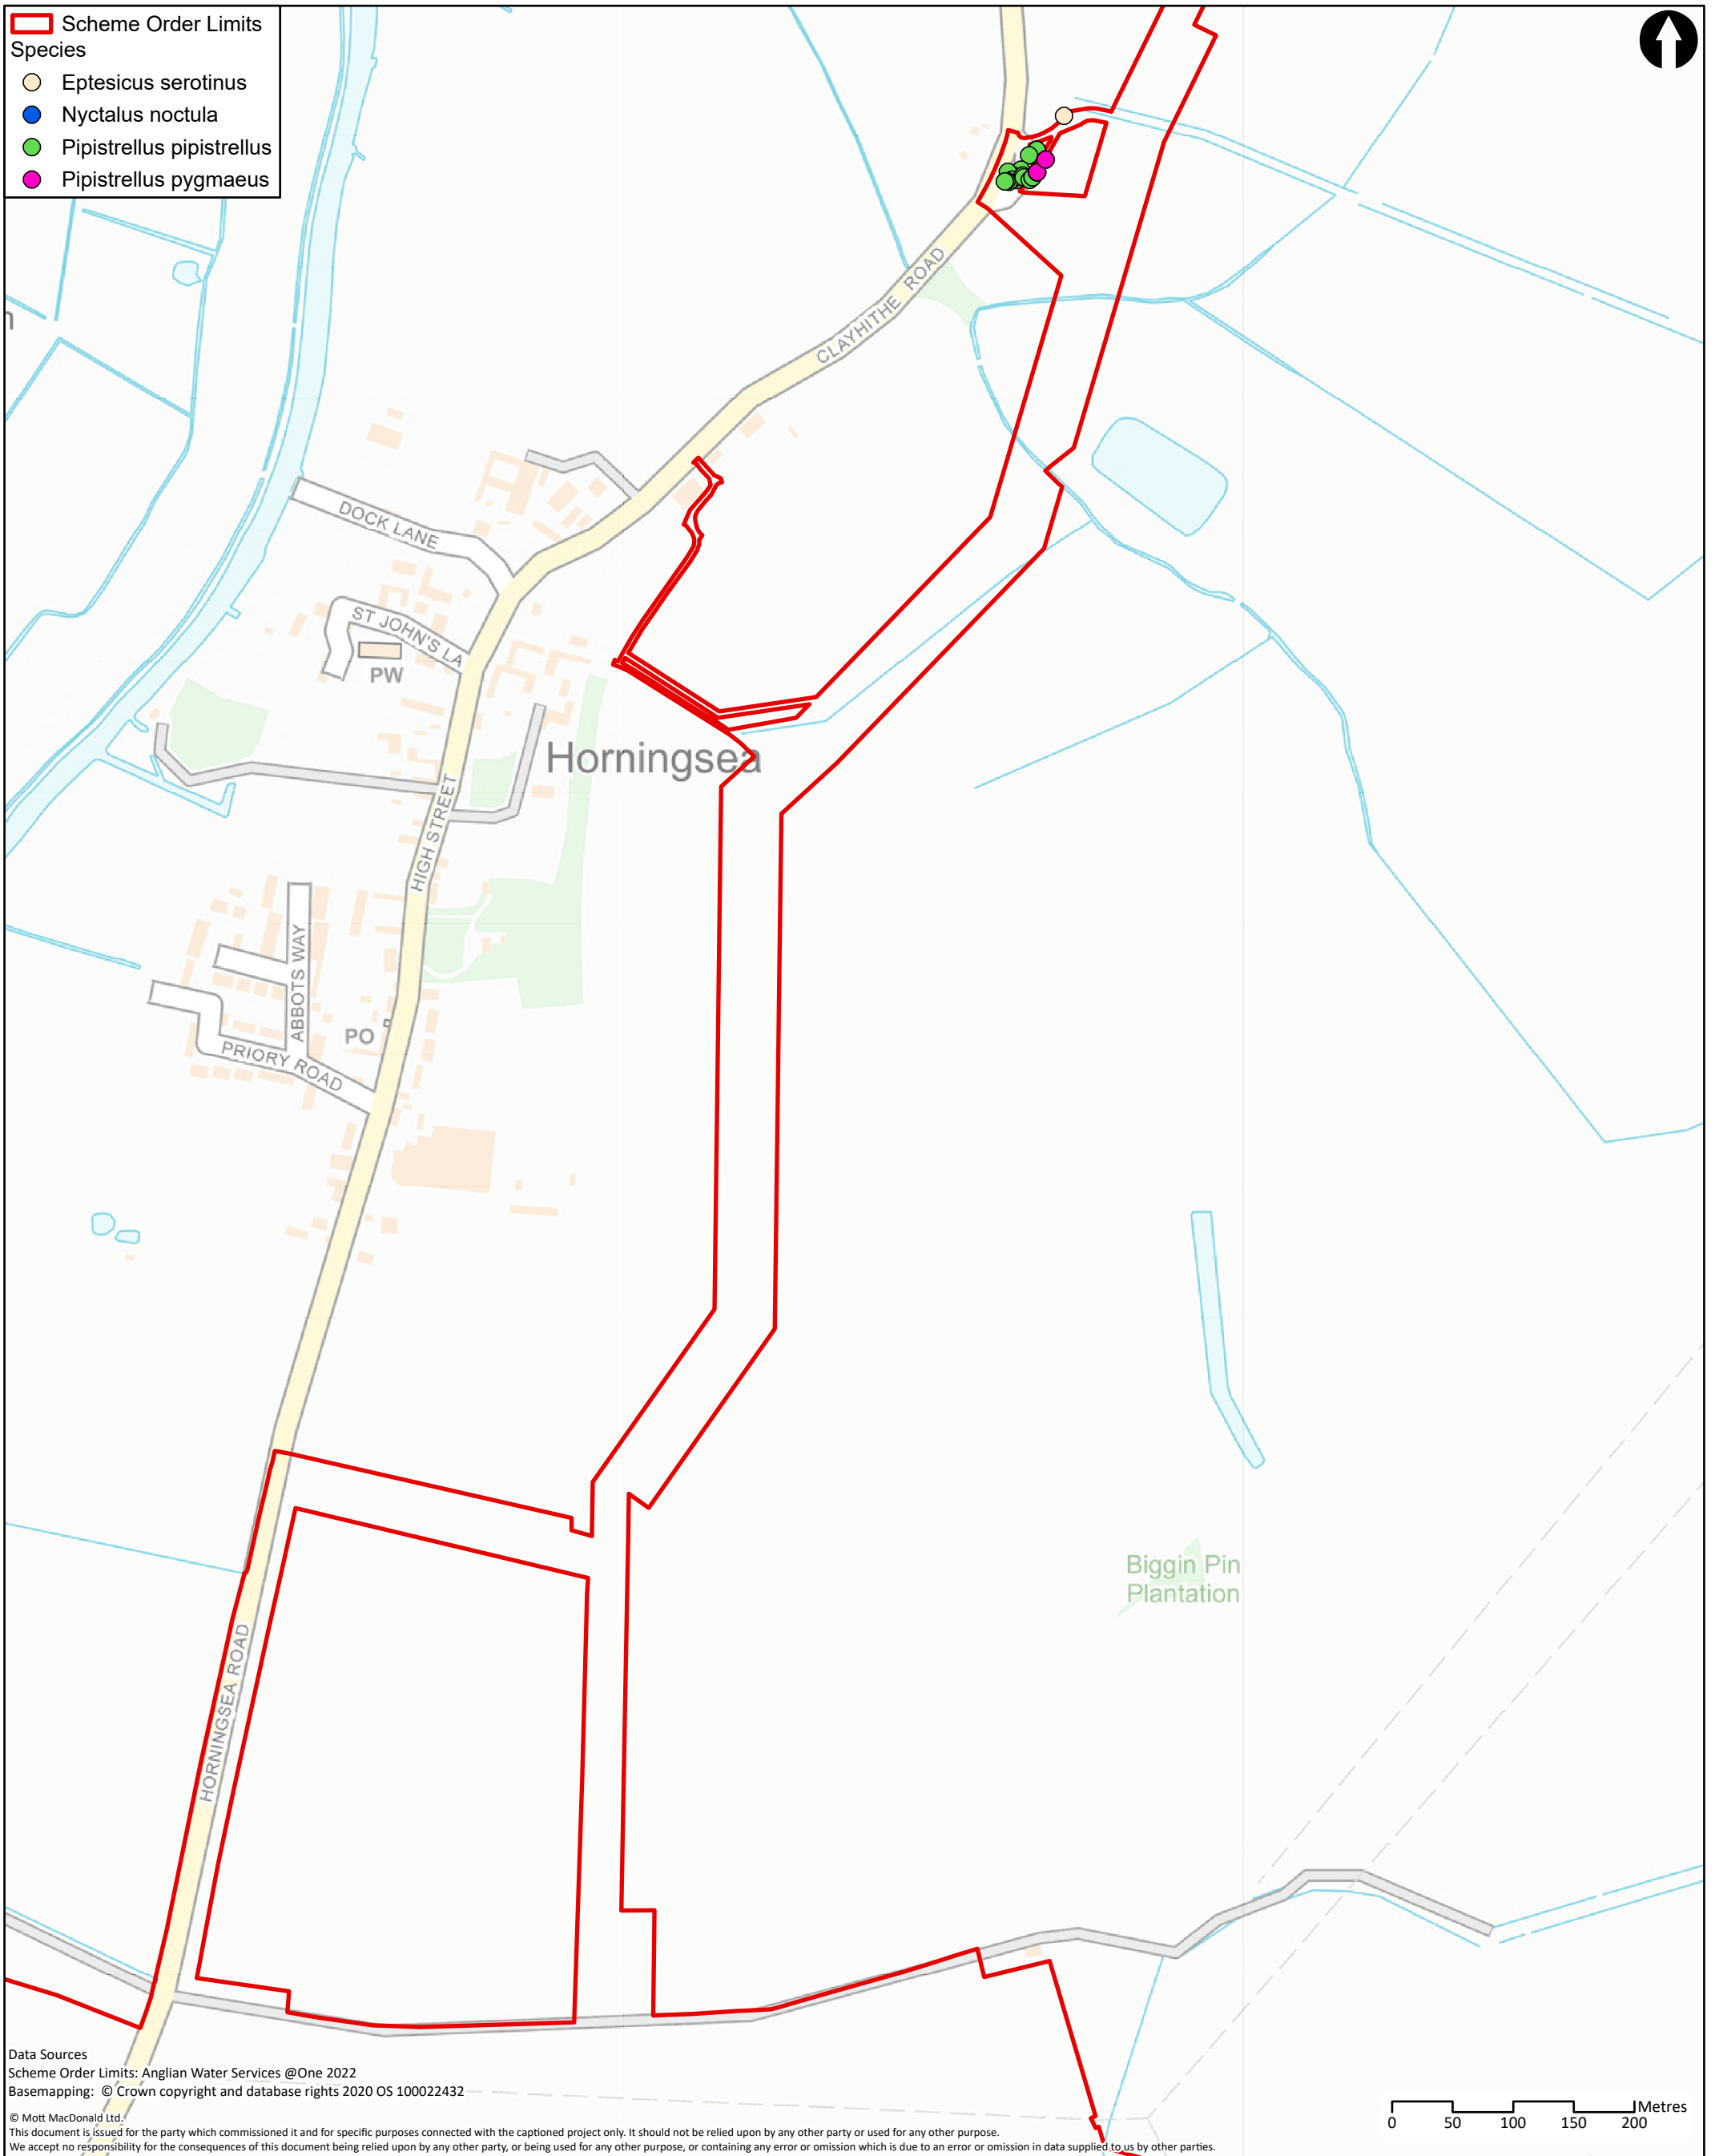 Scheme Order Limits
Species
Eptesicus serotinus
Nyctalus noctula
Pipistrellus pipistrellus
Pipistrellus pygmaeus
CLAYHITHE ROAD
DOCK LANE
ST JOHN'S LA
PW
Horningsea
HIGH STREET
ABBOTS WAY
PO
PRIORY ROAD
Biggin Pin
Plantation
HORNINGSEA ROAD
Data Sources
Scheme Order Limits: Anglian Water Services @One 2022
Basemapping: © Crown copyright and database rights 2020 OS 100022432
© Mott MacDonald Ltd.
This document is issued for the party which commissioned it and for specific purposes connected with the captioned project only. It should not be relied upon by any other party or used for any other purpose.
We accept no responsibility for the consequences of this document being relied upon by any other party, or being used for any other purpose, or containing any error or omission which is due to an error or omission in data supplied to us by other parties.
Metres
0 50 100 150 200